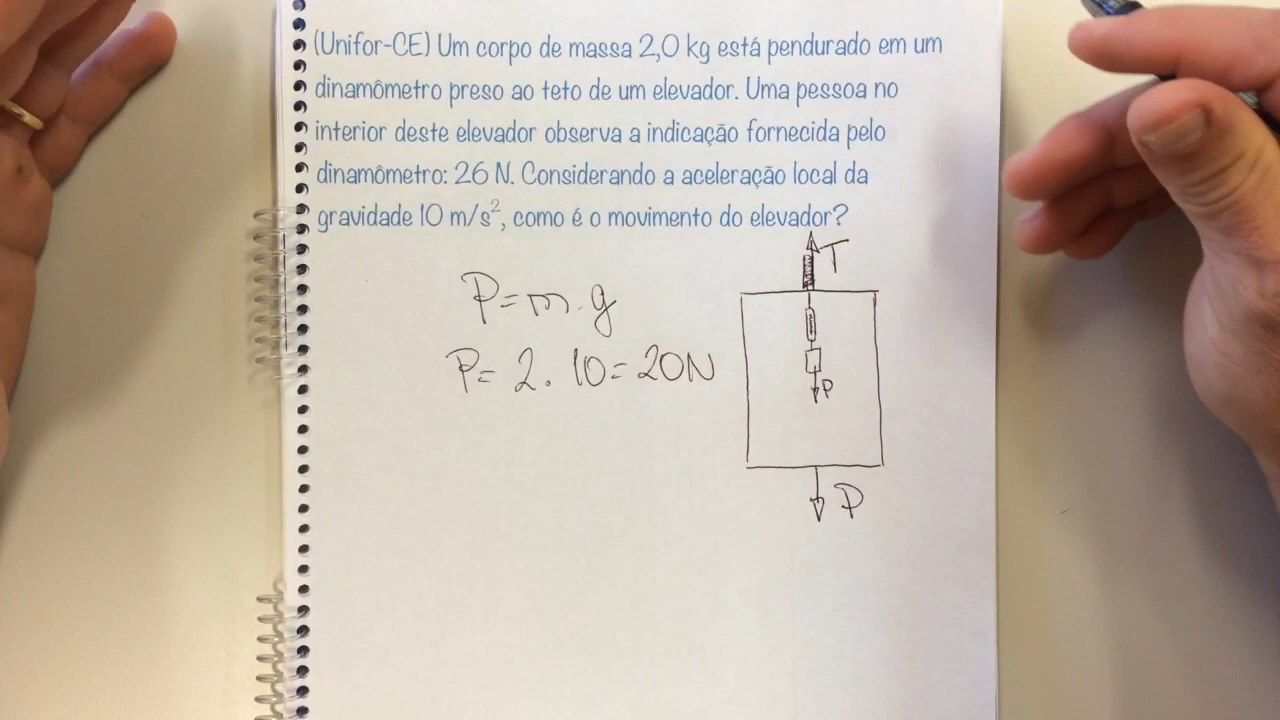 (Unifor-CE) Um corpo de massa 2,0 kg está pendurado em um
dinamômetro preso ao teto de um elevador. Uma pessoa no
interior deste elevador observa a indicação fornecida pelo
dinamômetro: 26 N. Considerando a aceleração local da
gravidade 10 m/s², como é o movimento do elevador?
T
P = m . g
P = 2 . 10 = 20N
P
P